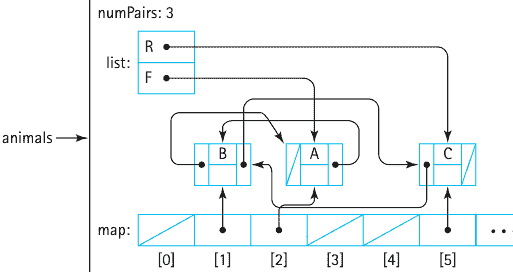 numPairs: 3
R
list:
F
animals
B A C
map:
[0] [1] [2] [3] [4] [5]